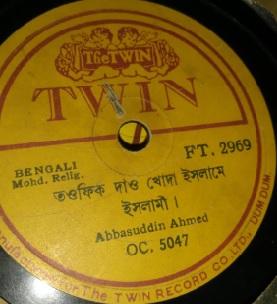 The TWIN
TWIN
BENGALI
Mohd. Relig.
FT. 2969
তওফিক দাও খোদা ইসলামে
ইসলামী।
Abbasuddin Ahmed
OC. 5047
for The TWIN RECORD CO. LTD., DUM DUM